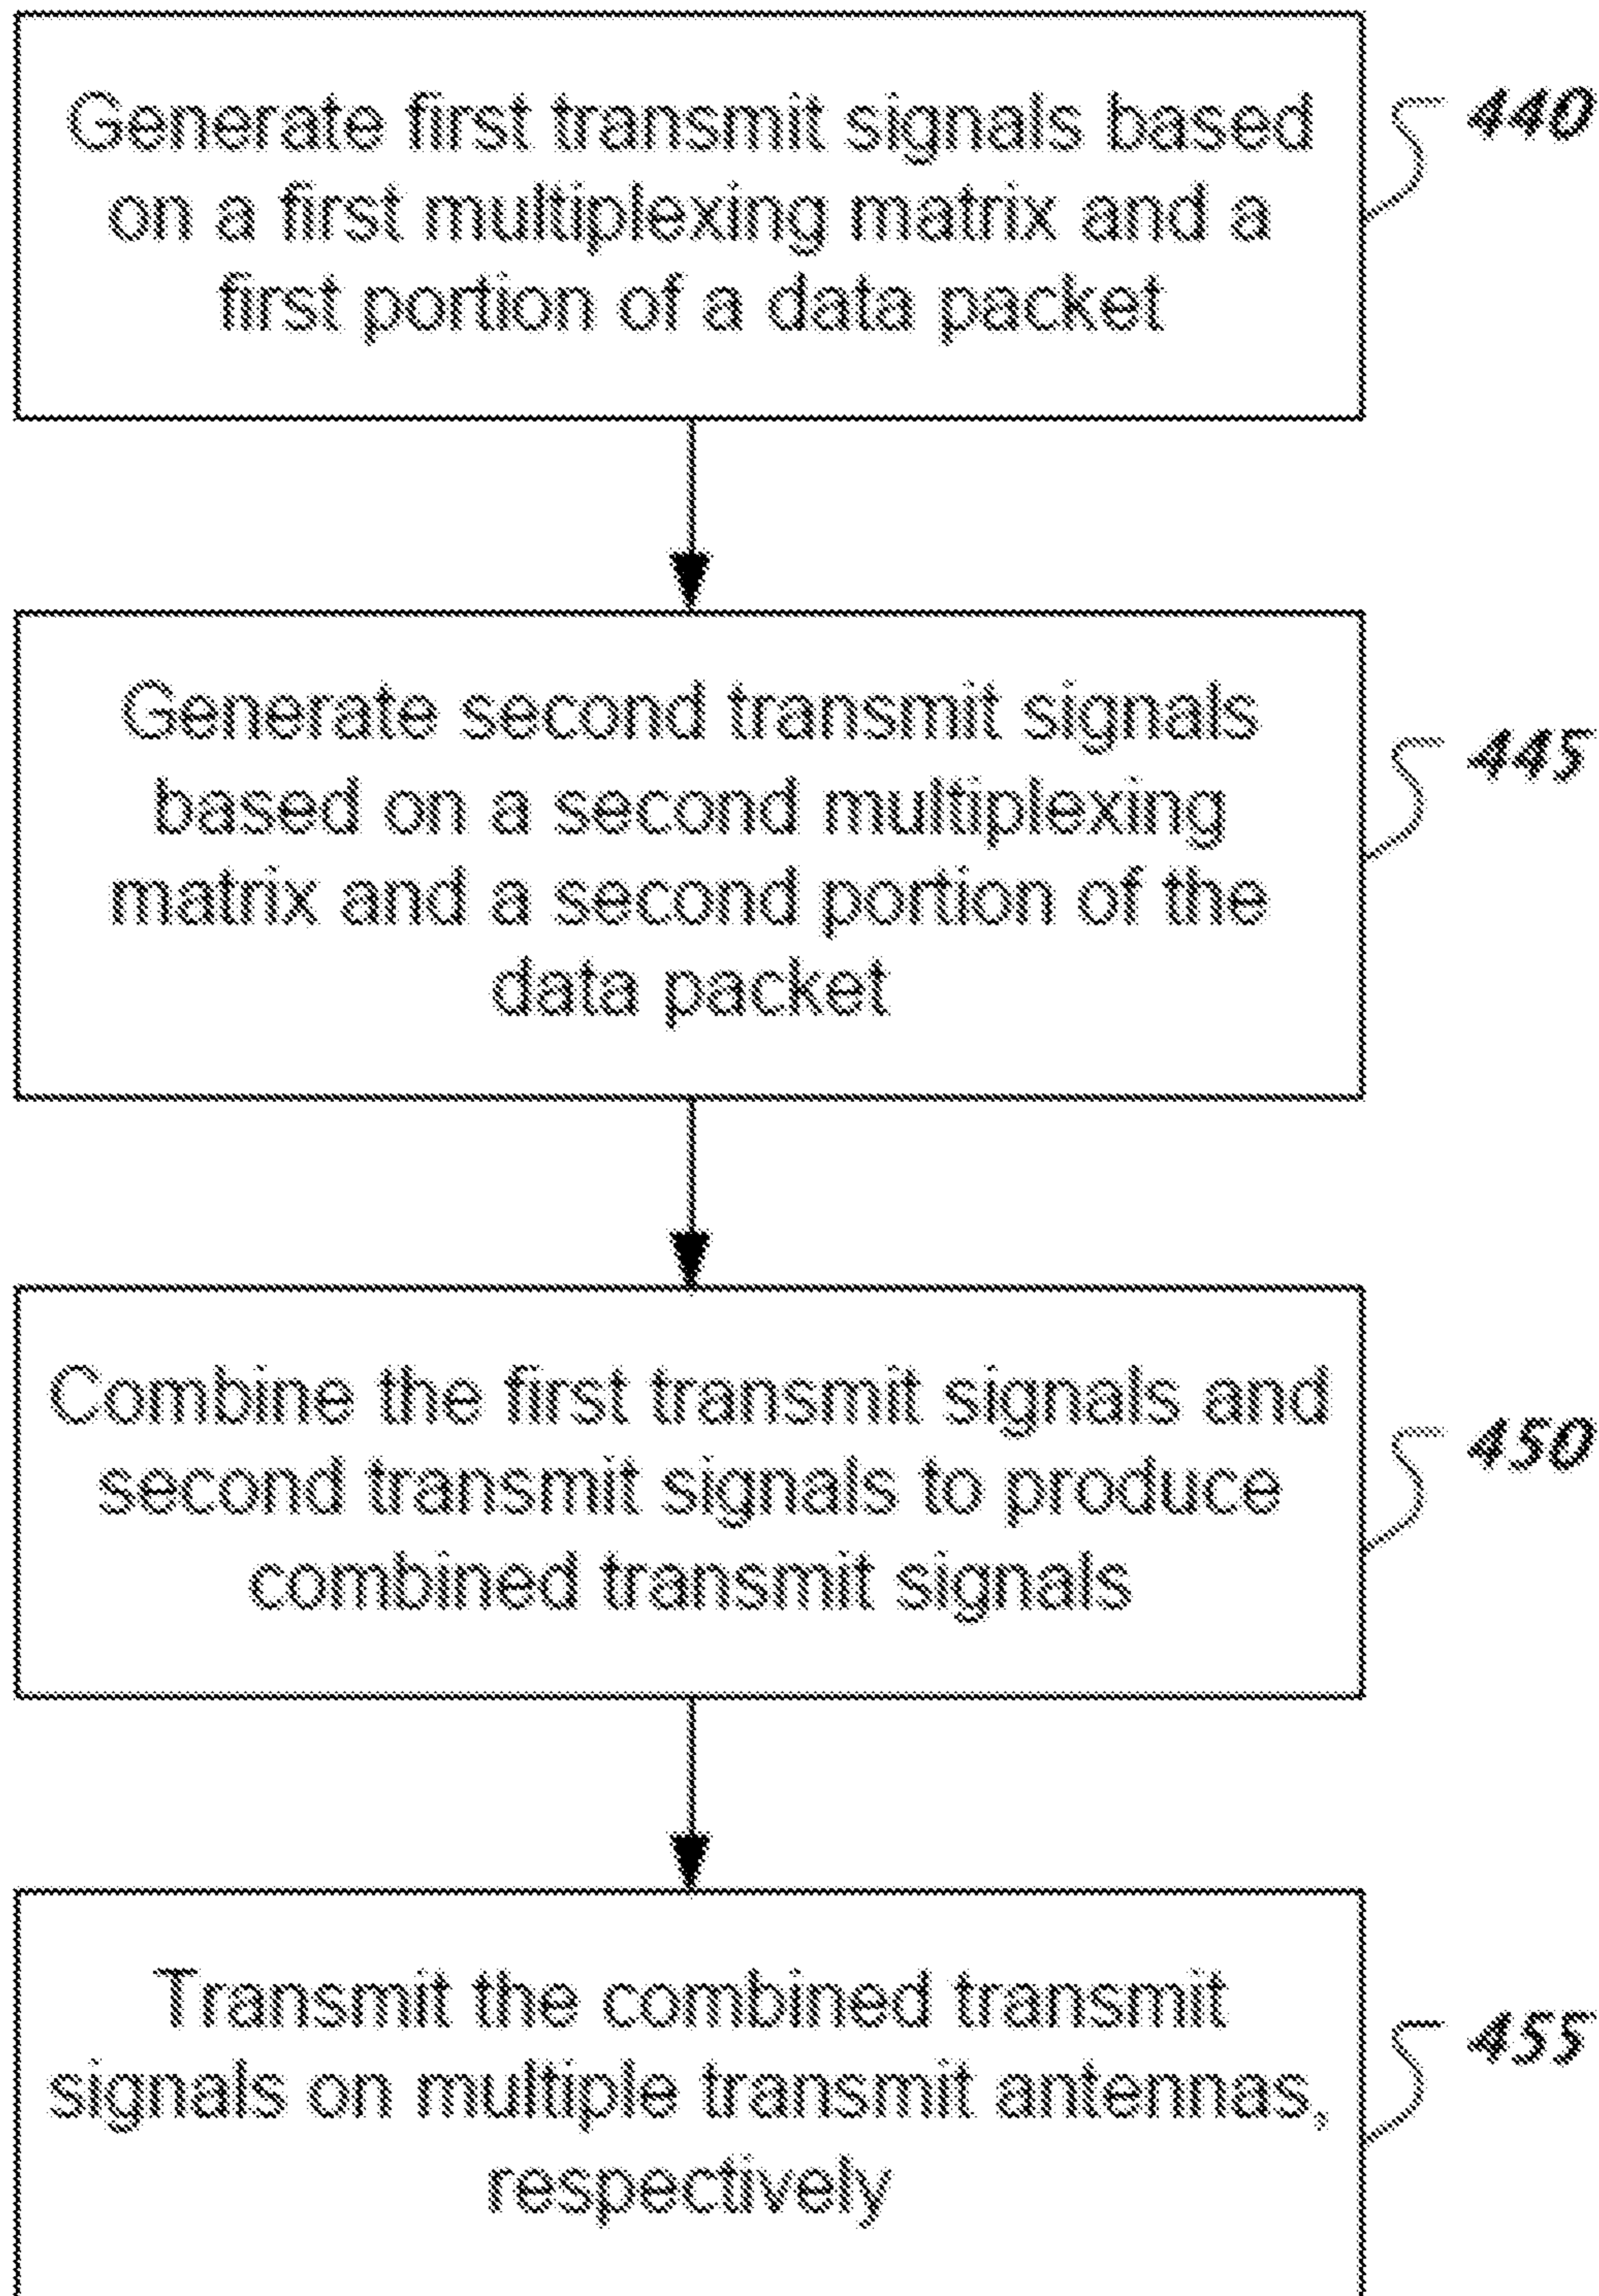 Generate first transmit signals based
on a first multiplexing matrix and a
first portion of a data packet
440
Generate second transmit signals
based on a second multiplexing
matrix and a second portion of the
data packet
445
Combine the first transmit signals and
second transmit signals to produce
combined transmit signals
450
Transmit the combined transmit
signals on multiple transmit antennas,
respectively
455